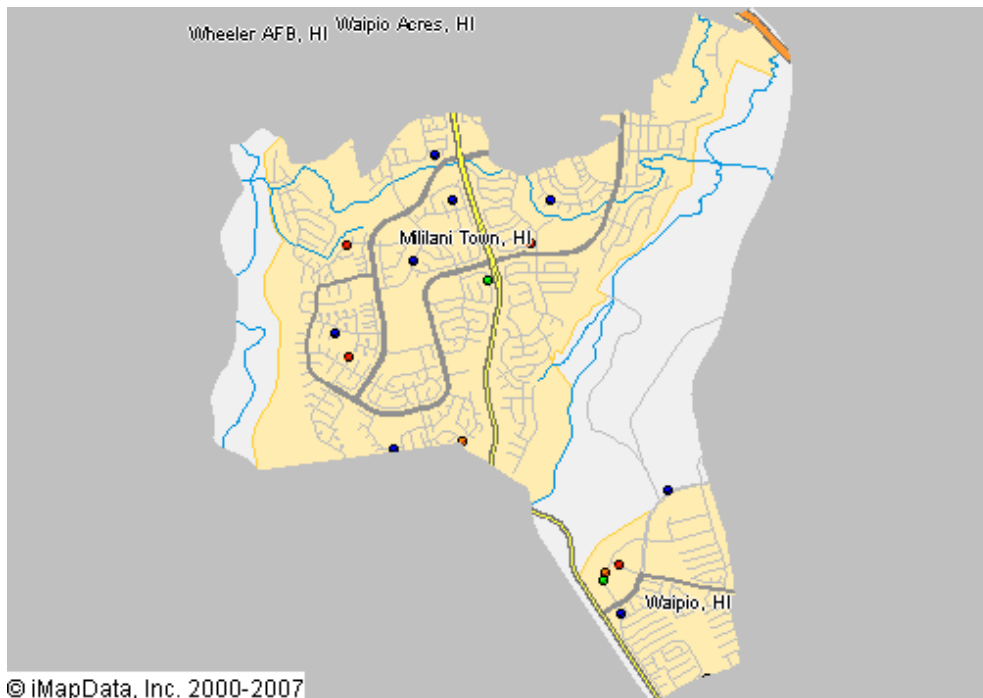 Wheeler AFB, HI
Waipio Acres, HI
Mililani Town, HI
Waipio, HI
© iMapData, Inc. 2000-2007